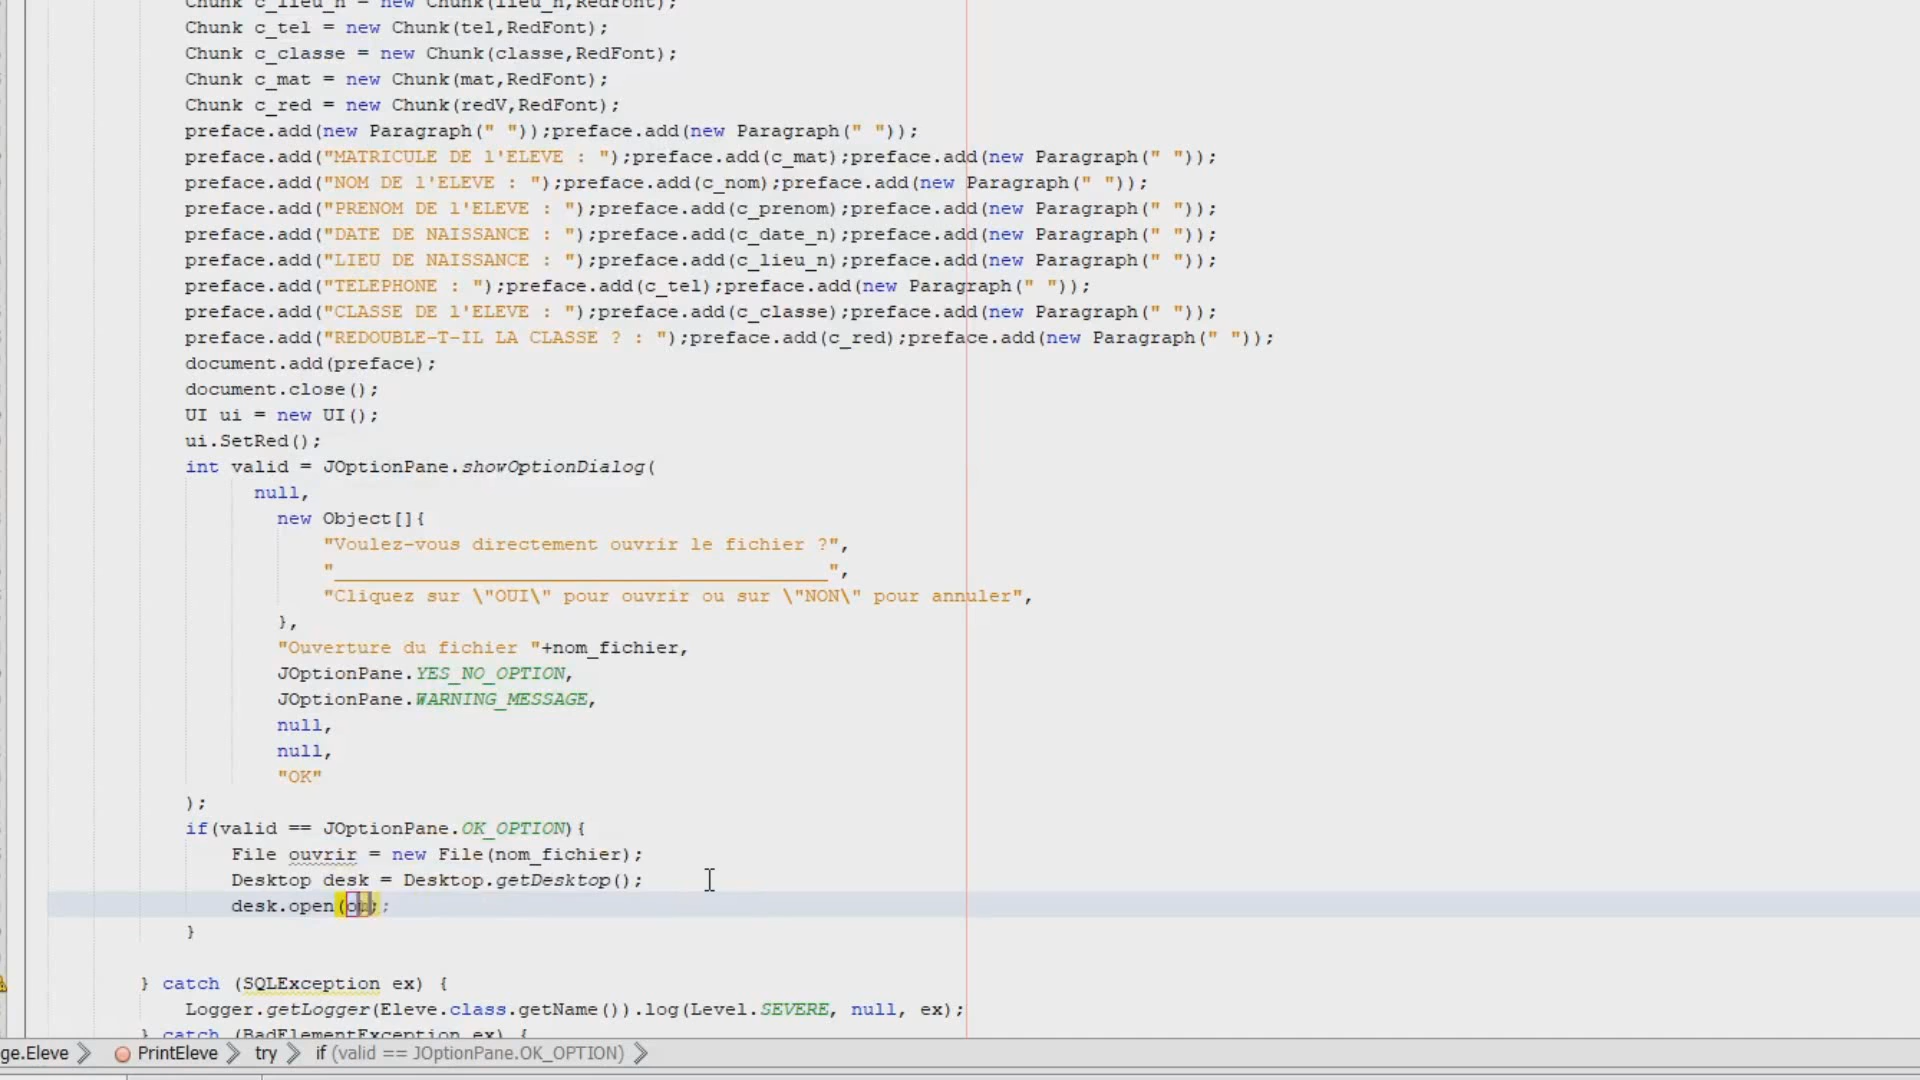 Chunk c_lieu_n = new Chunk(lieu_n,RedFont);
Chunk c_tel = new Chunk(tel,RedFont);
Chunk c_classe = new Chunk(classe,RedFont);
Chunk c_mat = new Chunk(mat,RedFont);
Chunk c_red = new Chunk(redV,RedFont);
preface.add(new Paragraph(" "));preface.add(new Paragraph(" "));
preface.add("MATRICULE DE l'ELEVE : ");preface.add(c_mat);preface.add(new Paragraph(" "));
preface.add("NOM DE l'ELEVE : ");preface.add(c_nom);preface.add(new Paragraph(" "));
preface.add("PRENOM DE l'ELEVE : ");preface.add(c_prenom);preface.add(new Paragraph(" "));
preface.add("DATE DE NAISSANCE : ");preface.add(c_date_n);preface.add(new Paragraph(" "));
preface.add("LIEU DE NAISSANCE : ");preface.add(c_lieu_n);preface.add(new Paragraph(" "));
preface.add("TELEPHONE : ");preface.add(c_tel);preface.add(new Paragraph(" "));
preface.add("CLASSE DE l'ELEVE : ");preface.add(c_classe);preface.add(new Paragraph(" "));
preface.add("REDOUBLE-T-IL LA CLASSE ? : ");preface.add(c_red);preface.add(new Paragraph(" "));
document.add(preface);
document.close();
UI ui = new UI();
ui.SetRed();
int valid = JOptionPane.showOptionDialog(
null,
new Object[]{
"Voulez-vous directement ouvrir le fichier ?",
"___________________________________________",
"Cliquez sur \"OUI\" pour ouvrir ou sur \"NON\" pour annuler",
},
"Ouverture du fichier "+nom_fichier,
JOptionPane.YES_NO_OPTION,
JOptionPane.WARNING_MESSAGE,
null,
null,
"OK"
);
if(valid == JOptionPane.OK_OPTION){
File ouvrir = new File(nom_fichier);
Desktop desk = Desktop.getDesktop();
desk.open(
}
} catch (SQLException ex) {
Logger.getLogger(Eleve.class.getName()).log(Level.SEVERE, null, ex);
} catch (BadElementException ex) {
ge.Eleve PrintEleve try if (valid == JOptionPane.OK_OPTION)